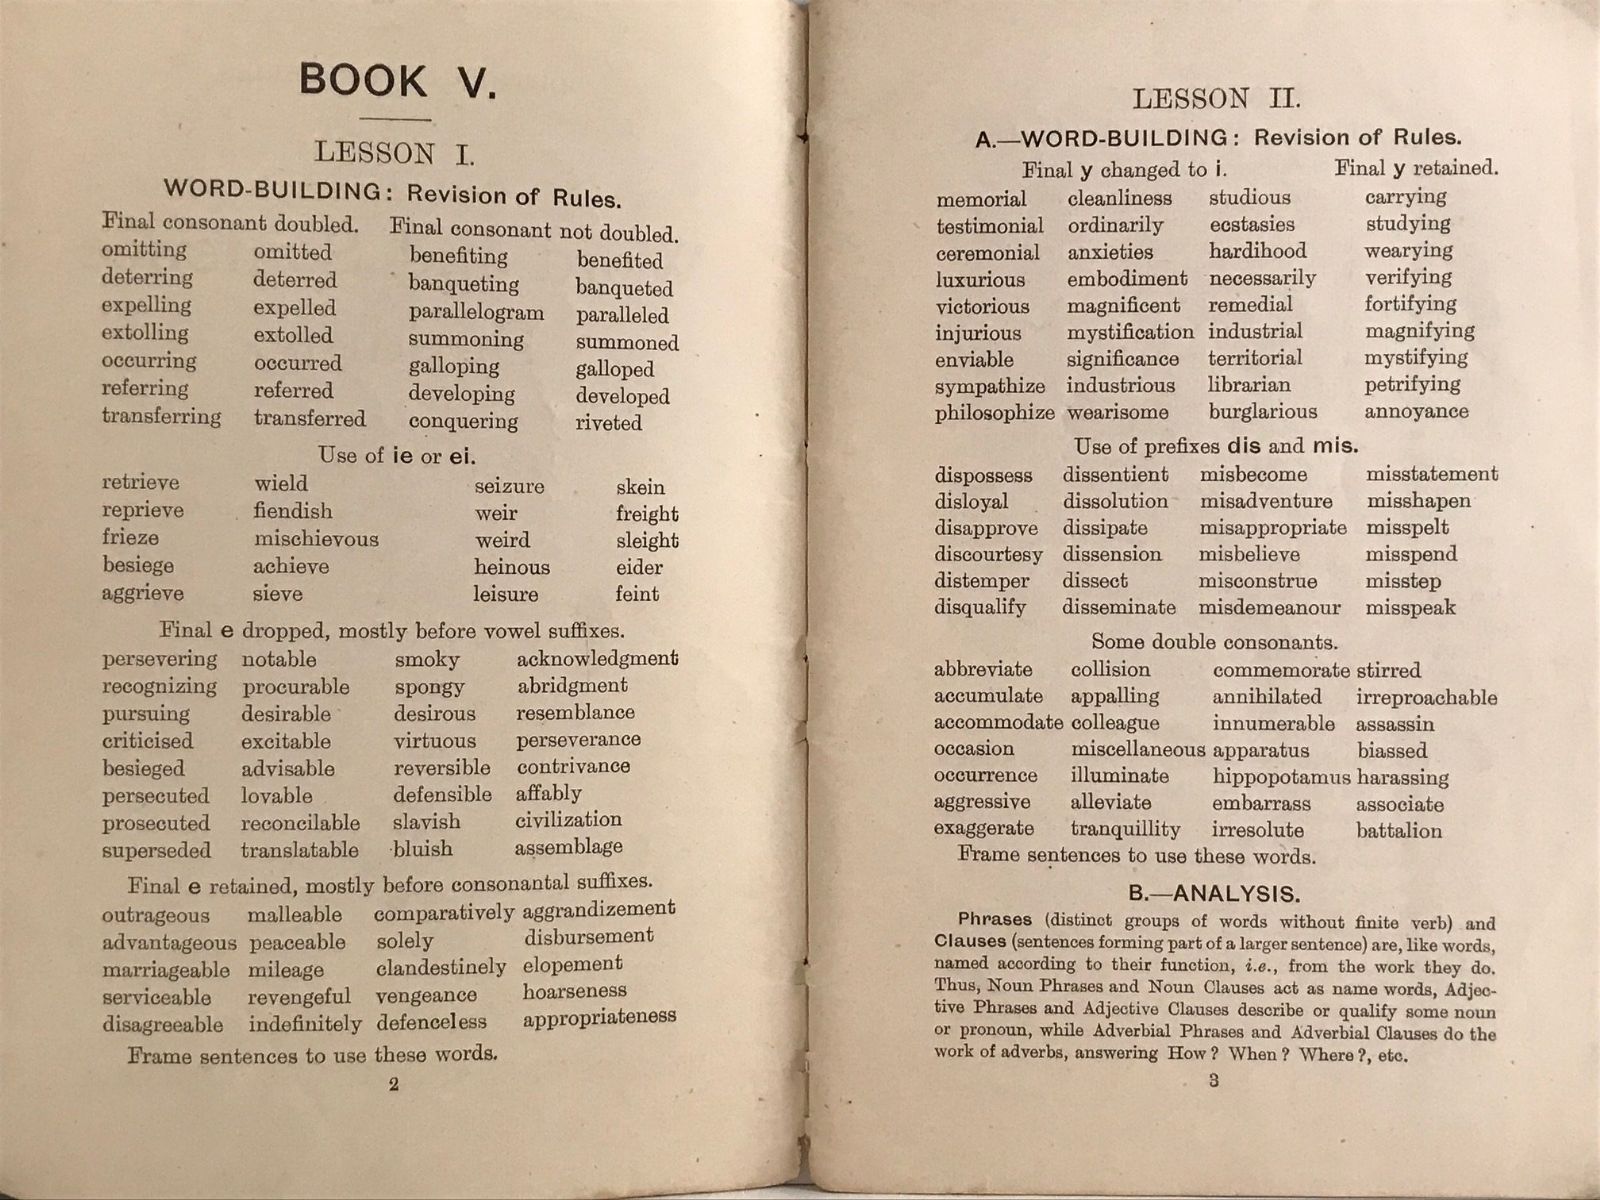 BOOK V.
LESSON I.
WORD-BUILDING: Revision of Rules.
Final consonant doubled. Final consonant not doubled.
omitting omitted benefiting benefited
deterring deterred banqueting banqueted
expelling expelled parallelogram paralleled
extolling extolled summoning summoned
occurring occurred galloping galloped
referring referred developing developed
transferring transferred conquering riveted
Use of ie or ei.
retrieve wield seizure skein
reprieve fiendish weir freight
frieze mischievous weird sleight
besiege achieve heinous eider
aggrieve sieve leisure feint
Final e dropped, mostly before vowel suffixes.
persevering notable smoky acknowledgment
recognizing procurable spongy abridgment
pursuing desirable desirous resemblance
criticised excitable virtuous perseverance
besieged advisable reversible contrivance
persecuted lovable defensible affably
prosecuted reconcilable slavish civilization
superseded translatable bluish assemblage
Final e retained, mostly before consonantal suffixes.
outrageous malleable comparatively aggrandizement
advantageous peaceable solely disbursement
marriageable mileage clandestinely elopement
serviceable revengeful vengeance hoarseness
disagreeable indefinitely defenceless appropriateness
Frame sentences to use these words.
2
LESSON II.
A.—WORD-BUILDING: Revision of Rules.
Final y changed to i. Final y retained.
memorial cleanliness studious carrying
testimonial ordinarily ecstasies studying
ceremonial anxieties hardihood wearying
luxurious embodiment necessarily verifying
victorious magnificent remedial fortifying
injurious mystification industrial magnifying
enviable significance territorial mystifying
sympathize industrious librarian petrifying
philosophize wearisome burglarious annoyance
Use of prefixes dis and mis.
dispossess dissentient misbecome misstatement
disloyal dissolution misadventure misshapen
disapprove dissipate misappropriate misspelt
discourtesy dissension misbelieve misspend
distemper dissect misconstrue misstep
disqualify disseminate misdemeanour misspeak
Some double consonants.
abbreviate collision commemorate stirred
accumulate appalling annihilated irreproachable
accommodate colleague innumerable assassin
occasion miscellaneous apparatus biassed
occurrence illuminate hippopotamus harassing
aggressive alleviate embarrass associate
exaggerate tranquillity irresolute battalion
Frame sentences to use these words.
B.—ANALYSIS.
Phrases (distinct groups of words without finite verb) and
Clauses (sentences forming part of a larger sentence) are, like words,
named according to their function, i.e., from the work they do.
Thus, Noun Phrases and Noun Clauses act as name words, Adjec-
tive Phrases and Adjective Clauses describe or qualify some noun
or pronoun, while Adverbial Phrases and Adverbial Clauses do the
work of adverbs, answering How? When? Where?, etc.
3